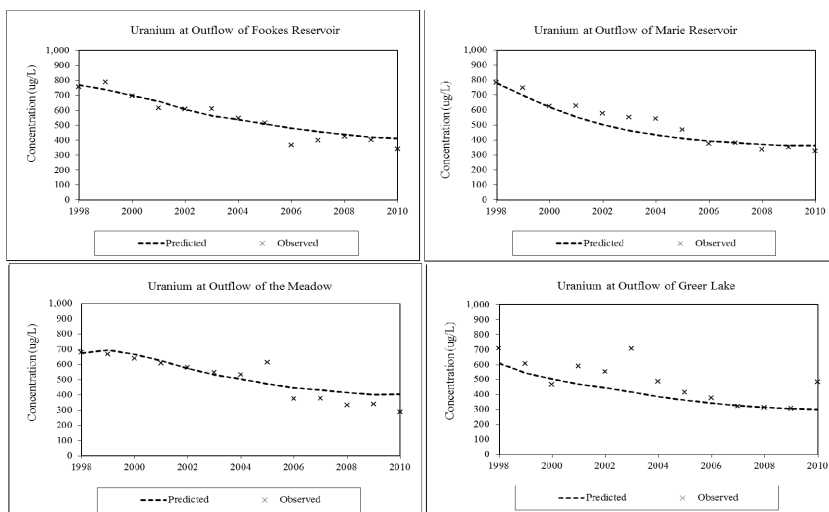 Uranium at Outflow of Fookes Reservoir
1,000
900
800
700
600
500
400
300
200
100
0
Concentration (ug/L)
1998 2000 2002 2004 2006 2008 2010
Predicted Observed
Uranium at Outflow of Marie Reservoir
1,000
900
800
700
600
500
400
300
200
100
0
Concentration (ug/L)
1998 2000 2002 2004 2006 2008 2010
Predicted Observed
Uranium at Outflow of the Meadow
1,000
900
800
700
600
500
400
300
200
100
0
Concentration (ug/L)
1998 2000 2002 2004 2006 2008 2010
Predicted Observed
Uranium at Outflow of Greer Lake
1,000
900
800
700
600
500
400
300
200
100
0
Concentration (ug/L)
1998 2000 2002 2004 2006 2008 2010
Predicted Observed